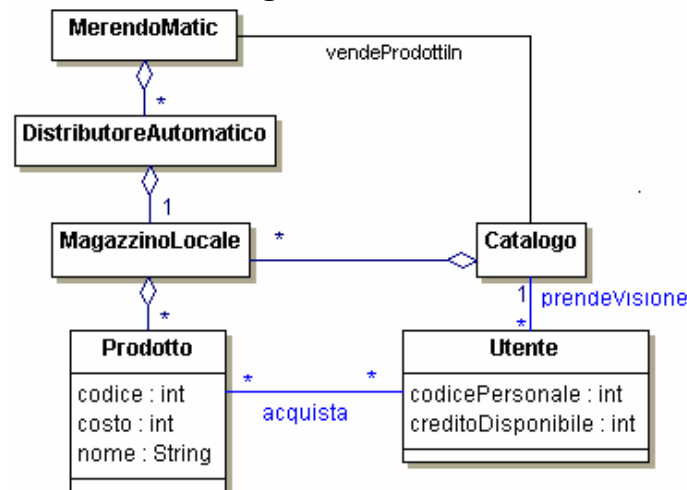 MerendoMatic
vendeProdottiIn
*
DistributoreAutomatico
1
MagazzinoLocale
*
Catalogo
*
1 prendeVisione
*
Prodotto
codice : int
costo : int
nome : String
*
*
acquista
Utente
codicePersonale : int
creditoDisponibile : int